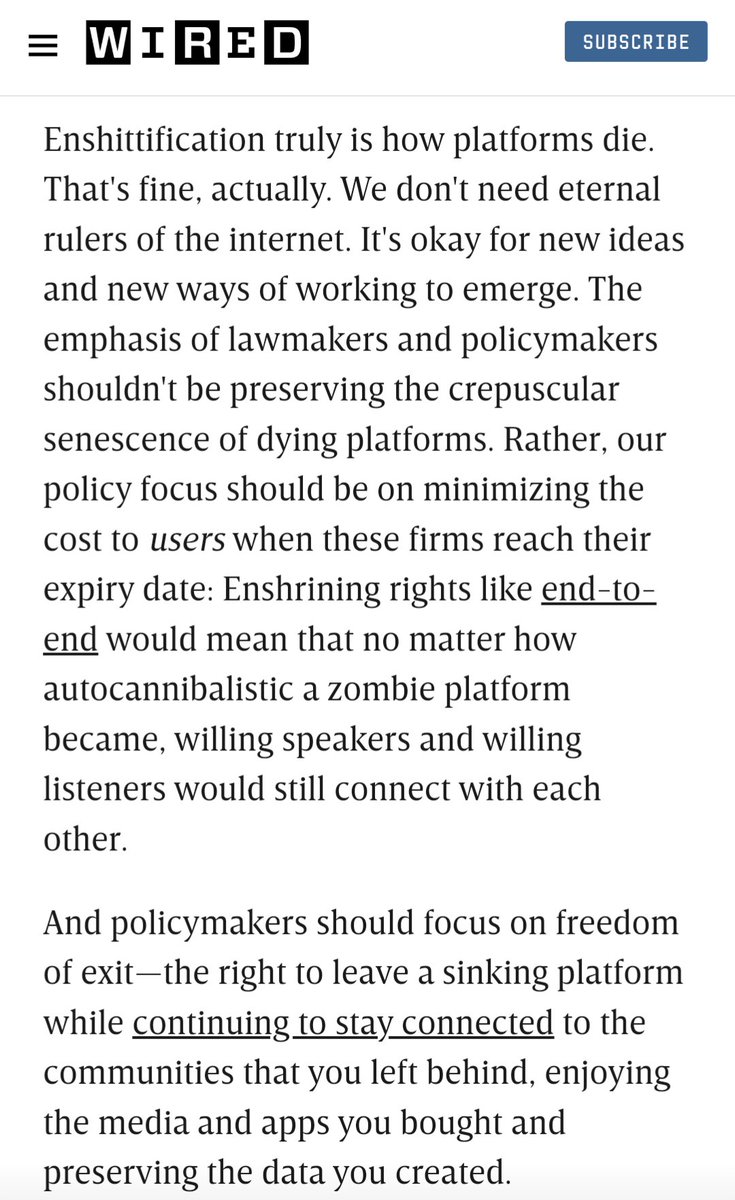 WIRED
SUBSCRIBE
Enshittification truly is how platforms die.
That's fine, actually. We don't need eternal
rulers of the internet. It's okay for new ideas
and new ways of working to emerge. The
emphasis of lawmakers and policymakers
shouldn't be preserving the crepuscular
senescence of dying platforms. Rather, our
policy focus should be on minimizing the
cost to users when these firms reach their
expiry date: Enshrining rights like end-to-
end would mean that no matter how
autocannibalistic a zombie platform
became, willing speakers and willing
listeners would still connect with each
other.
And policymakers should focus on freedom
of exit—the right to leave a sinking platform
while continuing to stay connected to the
communities that you left behind, enjoying
the media and apps you bought and
preserving the data you created.